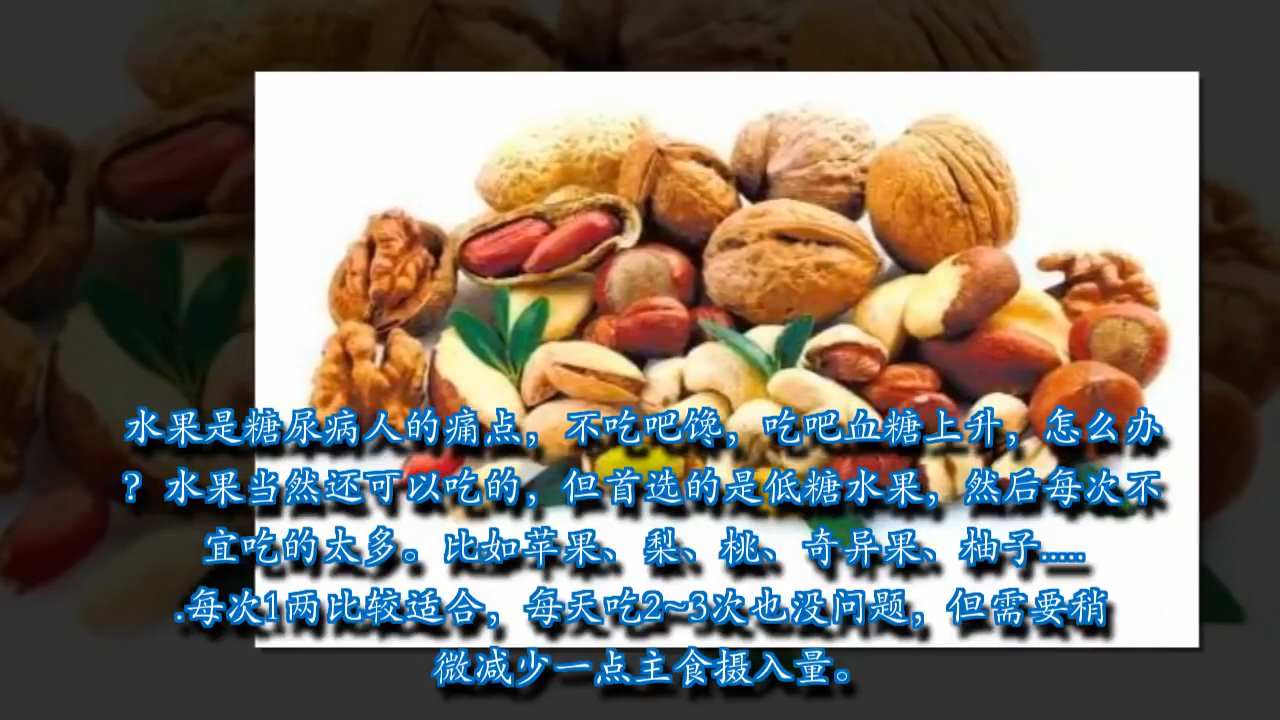 水果是糖尿病人的痛点，不吃吧馋，吃吧血糖上升，怎么办
？水果当然还可以吃的，但首选的是低糖水果，然后每次不
宜吃的太多。比如苹果、梨、桃、奇异果、柚子.....
.每次1两比较适合，每天吃2~3次也没问题，但需要稍
微减少一点主食摄入量。